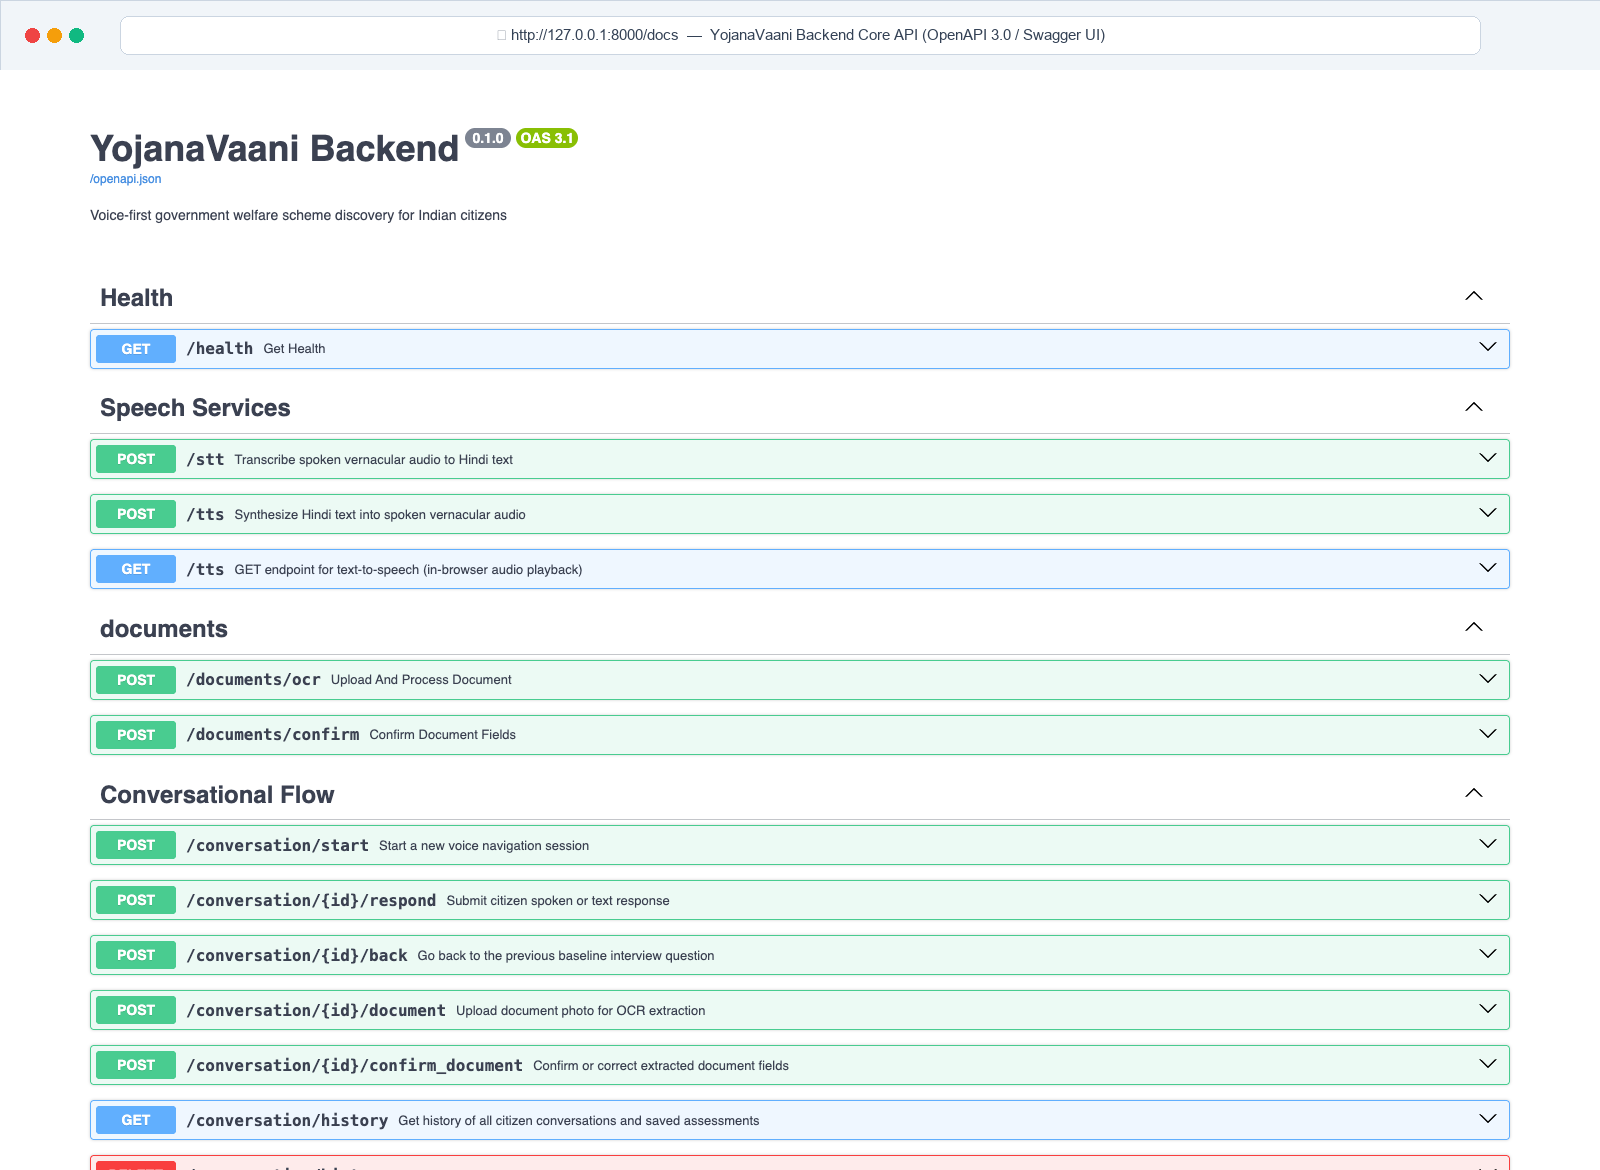 http://127.0.0.1:8000/docs — YojanaVaani Backend Core API (OpenAPI 3.0 / Swagger UI)
YojanaVaani Backend 0.1.0 OAS 3.1
/openapi.json
Voice-first government welfare scheme discovery for Indian citizens
Health
GET /health Get Health
Speech Services
POST /stt Transcribe spoken vernacular audio to Hindi text
POST /tts Synthesize Hindi text into spoken vernacular audio
GET /tts GET endpoint for text-to-speech (in-browser audio playback)
documents
POST /documents/ocr Upload And Process Document
POST /documents/confirm Confirm Document Fields
Conversational Flow
POST /conversation/start Start a new voice navigation session
POST /conversation/{id}/respond Submit citizen spoken or text response
POST /conversation/{id}/back Go back to the previous baseline interview question
POST /conversation/{id}/document Upload document photo for OCR extraction
POST /conversation/{id}/confirm_document Confirm or correct extracted document fields
GET /conversation/history Get history of all citizen conversations and saved assessments